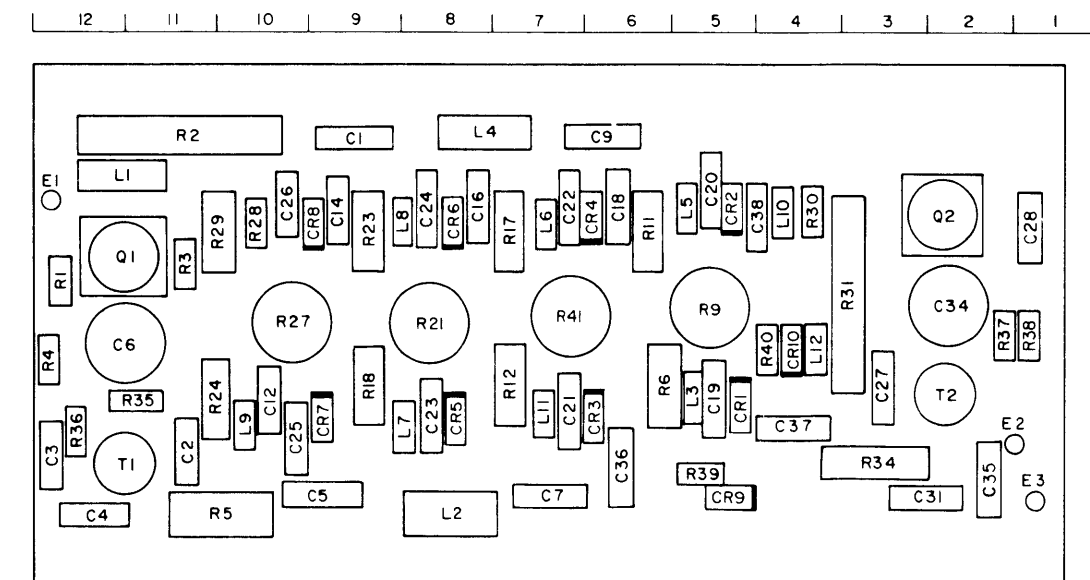 12 11 10 9 8 7 6 5 4 3 2 1
R2 C1 L4 C9
L1
E1 R29 R28 C26 CR8 C14 R23 L8 C24 CR6 C16 R17 L6 C22 CR4 C18 R11 L5 C20 CR2 C38 L10 R30 Q2 C28
Q1 R3
R1 R31
C6 R27 R21 R41 R9 C34
R4 R40 CR10 L12 R37 R38
R35 R24 C12 R18 R12 R6 L3 C19 CR1 C27 T2
R36 L9 C25 CR7 L7 C23 CR5 L11 C21 CR3 C37 E2
C3 T1 C2 C36 R39 R34 C35 E3
C4 R5 C5 L2 C7 CR9 C31